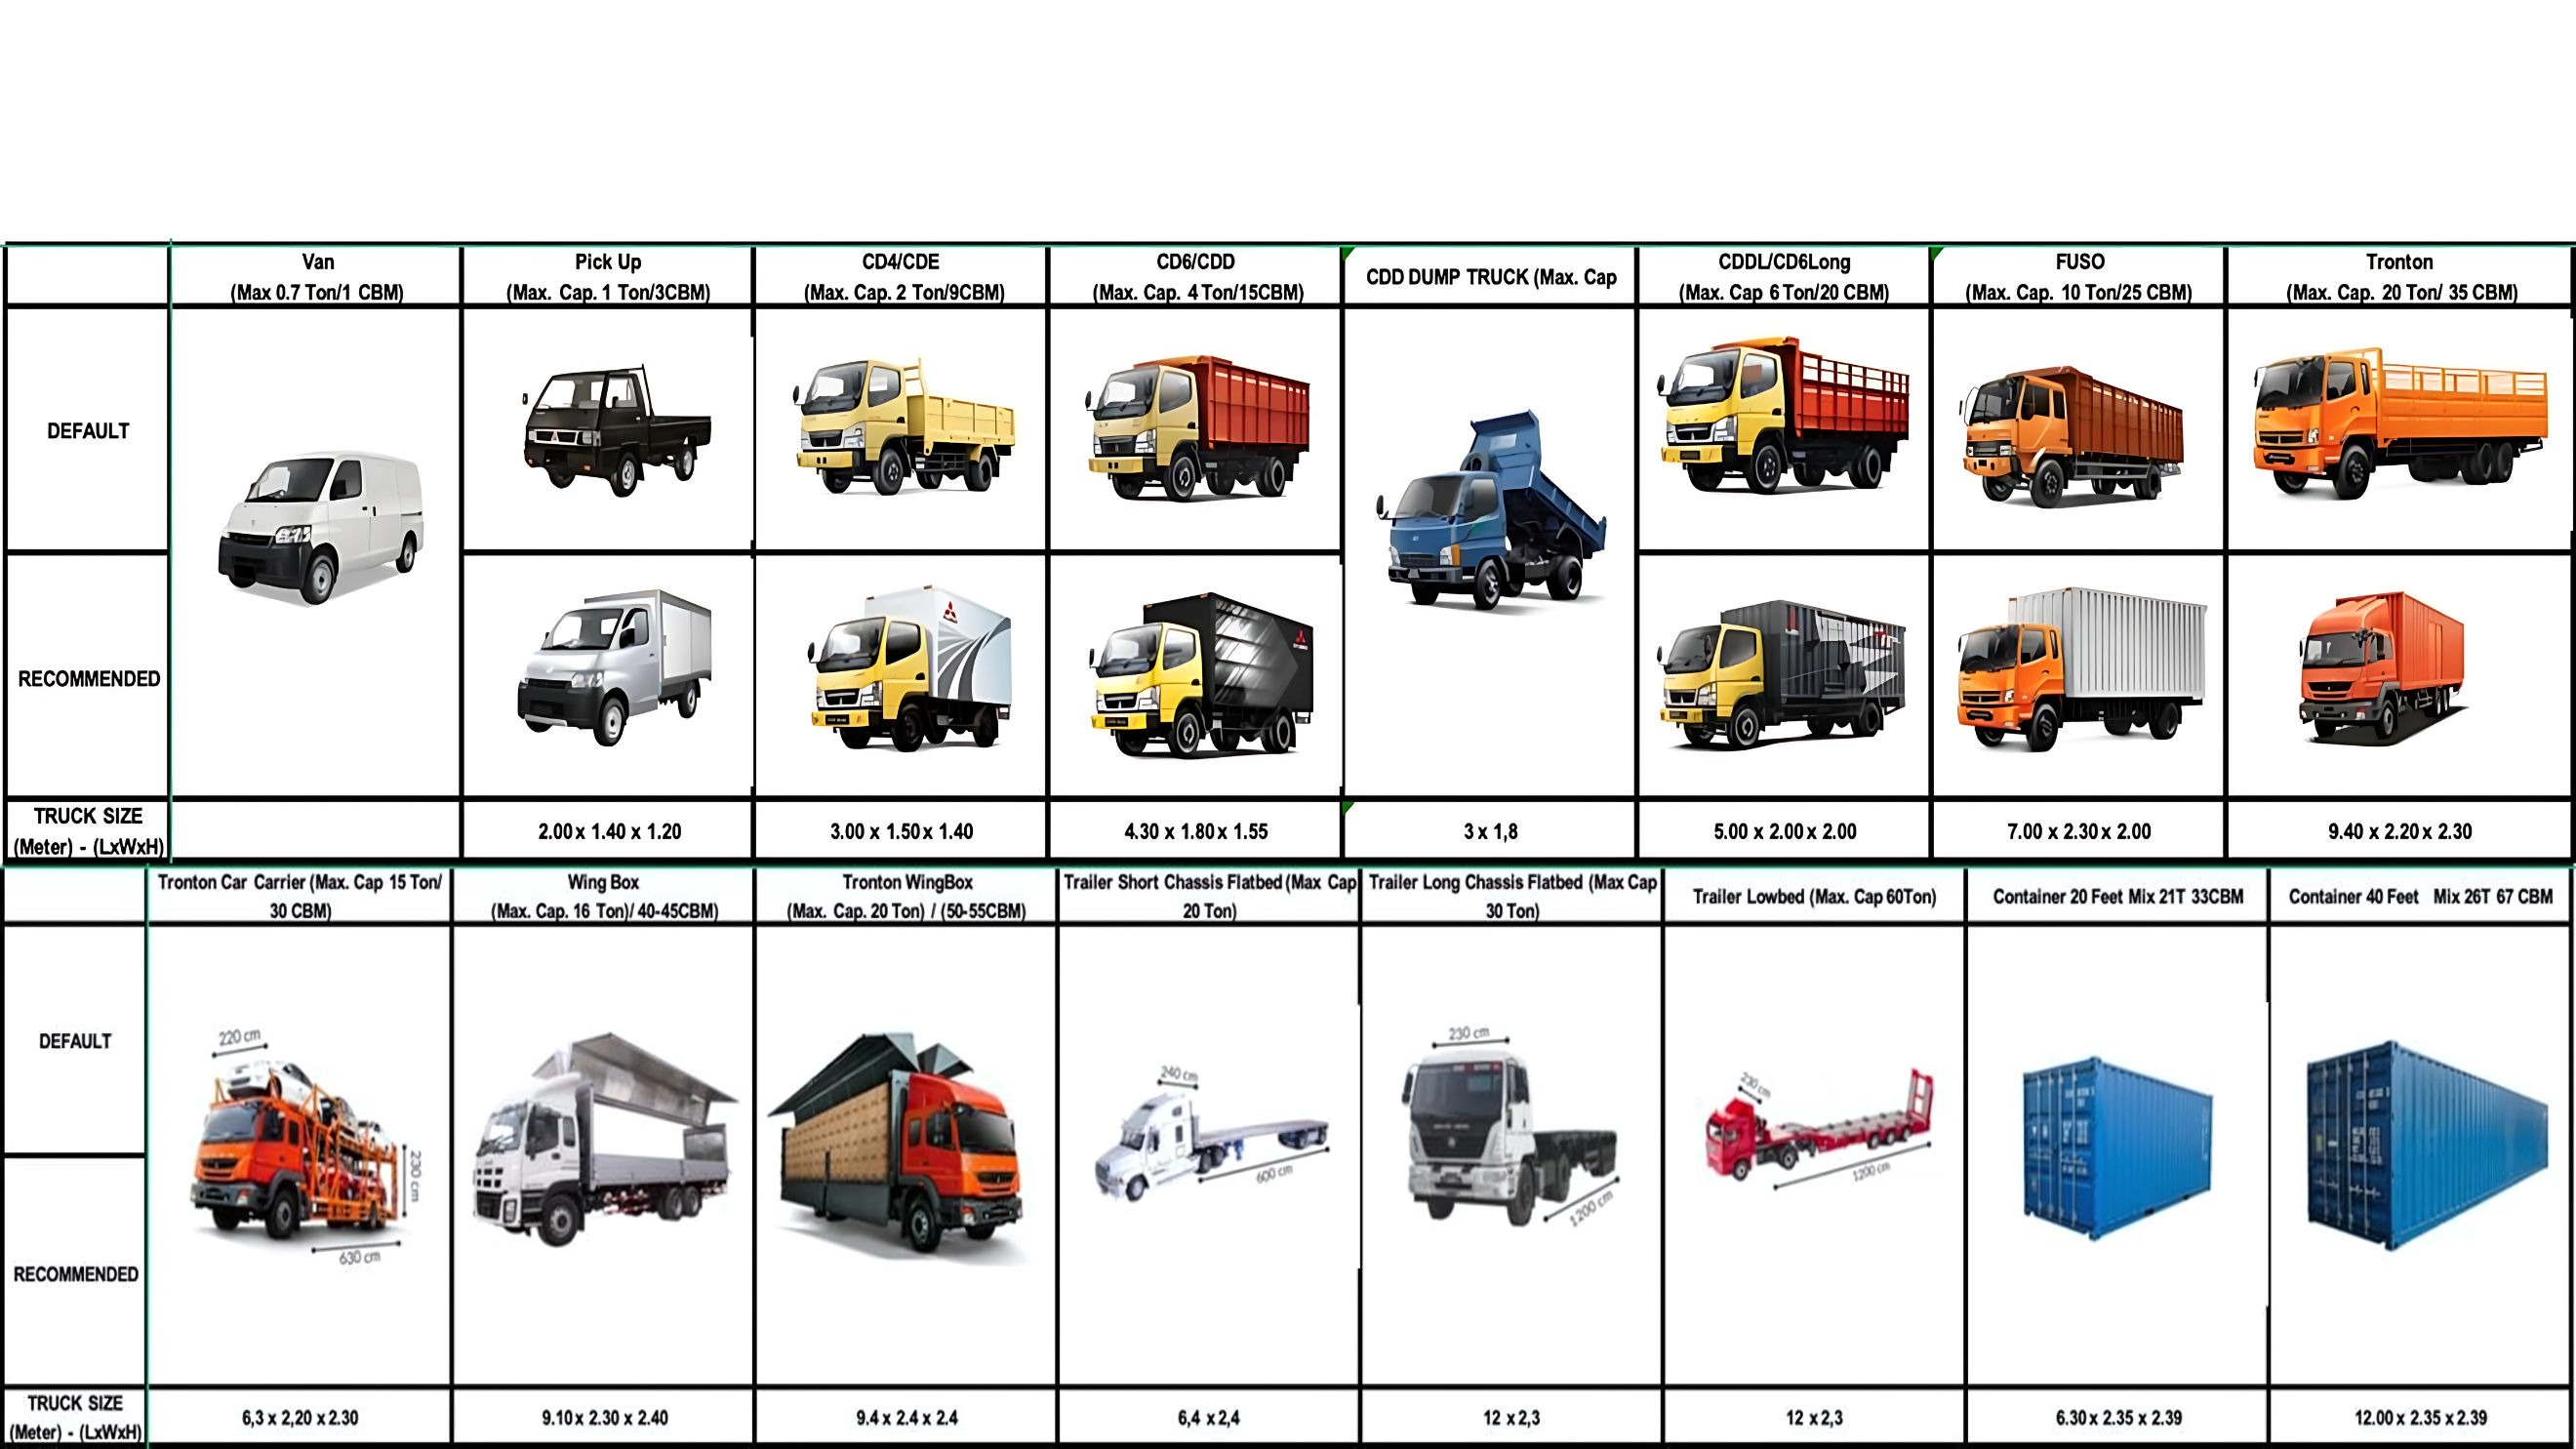 Van
(Max 0.7 Ton/1 CBM)
Pick Up
(Max. Cap. 1 Ton/3CBM)
CD4/CDE
(Max. Cap. 2 Ton/9CBM)
CD6/CDD
(Max. Cap. 4 Ton/15CBM)
CDD DUMP TRUCK (Max. Cap
CDDL/CD6Long
(Max. Cap 6 Ton/20 CBM)
FUSO
(Max. Cap. 10 Ton/25 CBM)
Tronton
(Max. Cap. 20 Ton/ 35 CBM)
DEFAULT
RECOMMENDED
TRUCK SIZE
(Meter) - (LxWxH)
2.00 x 1.40 x 1.20
3.00 x 1.50 x 1.40
4.30 x 1.80 x 1.55
3 x 1,8
5.00 x 2.00 x 2.00
7.00 x 2.30 x 2.00
9.40 x 2.20 x 2.30
Tronton Car Carrier (Max. Cap 15 Ton/
30 CBM)
Wing Box
(Max. Cap. 16 Ton)/ 40-45CBM)
Tronton WingBox
(Max. Cap. 20 Ton) / (50-55CBM)
Trailer Short Chassis Flatbed (Max Cap
20 Ton)
Trailer Long Chassis Flatbed (Max Cap
30 Ton)
Trailer Lowbed (Max. Cap 60Ton)
Container 20 Feet Mix 21T 33CBM
Container 40 Feet Mix 26T 67 CBM
DEFAULT
220 cm
230 cm
630 cm
240 cm
600 cm
230 cm
1200 cm
230 cm
1200 cm
RECOMMENDED
TRUCK SIZE
(Meter) - (LxWxH)
6,3 x 2,20 x 2.30
9.10 x 2.30 x 2.40
9.4 x 2.4 x 2.4
6,4 x 2,4
12 x 2,3
12 x 2,3
6.30 x 2.35 x 2.39
12.00 x 2.35 x 2.39